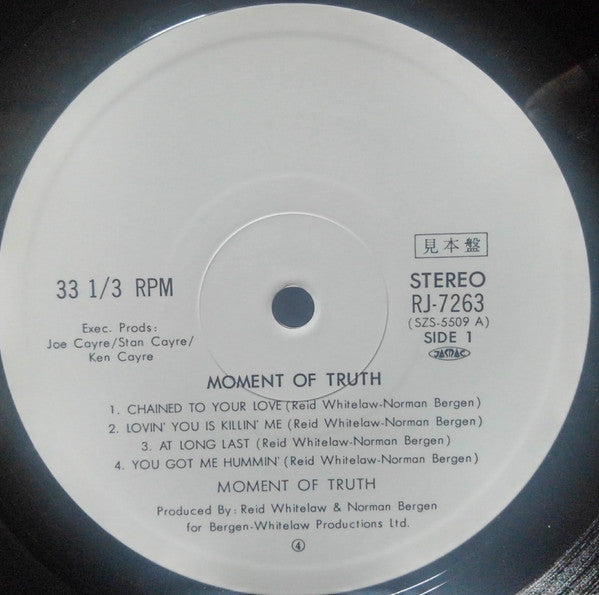 見本盤
33 1/3 RPM
STEREO
RJ-7263
(SZS-5509 A)
SIDE 1
JASRAC
Exec. Prods:
Joe Cayre/Stan Cayre/
Ken Cayre
MOMENT OF TRUTH
1. CHAINED TO YOUR LOVE (Reid Whitelaw-Norman Bergen)
2. LOVIN' YOU IS KILLIN' ME (Reid Whitelaw-Norman Bergen)
3. AT LONG LAST (Reid Whitelaw-Norman Bergen)
4. YOU GOT ME HUMMIN' (Reid Whitelaw-Norman Bergen)
MOMENT OF TRUTH
Produced By: Reid Whitelaw & Norman Bergen
for Bergen-Whitelaw Productions Ltd.
④